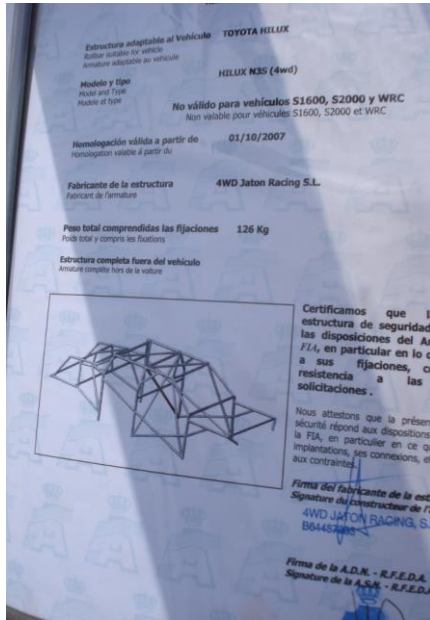 Estructura adaptable al Vehículo TOYOTA HILUX
Rollbar suitable for vehicle
Armature adaptable au vehicule
Modelo y tipo HILUX N35 (4wd)
Model and Type
Modele et type
No válido para vehículos S1600, S2000 y WRC
Non valable pour véhicules S1600, S2000 et WRC
Homologación válida a partir de 01/10/2007
Homologation valable à partir du
Fabricante de la estructura 4WD Jaton Racing S.L.
Fabricant de l'armature
Peso total comprendidas las fijaciones 126 Kg
Poids total y compris les fixations
Estructura completa fuera del vehículo
Armature complète hors de la voiture
Certificamos que l
estructura de seguridad
las disposiciones del A
FIA, en particular en lo
a sus fijaciones, c
resistencia a las
solicitaciones .
Nous attestons que la présen
sécurité répond aux dispositions
la FIA, en particulier en ce q
implantations, ses connexions, e
aux contraintes.
Firma del fabricante de la est
Signature du constructeur de l'
4WD JATON RACING, S.
Firma de la A.D.N. - R.F.E.D.A.
Signature de la A.S.N. - R.F.E.D.A